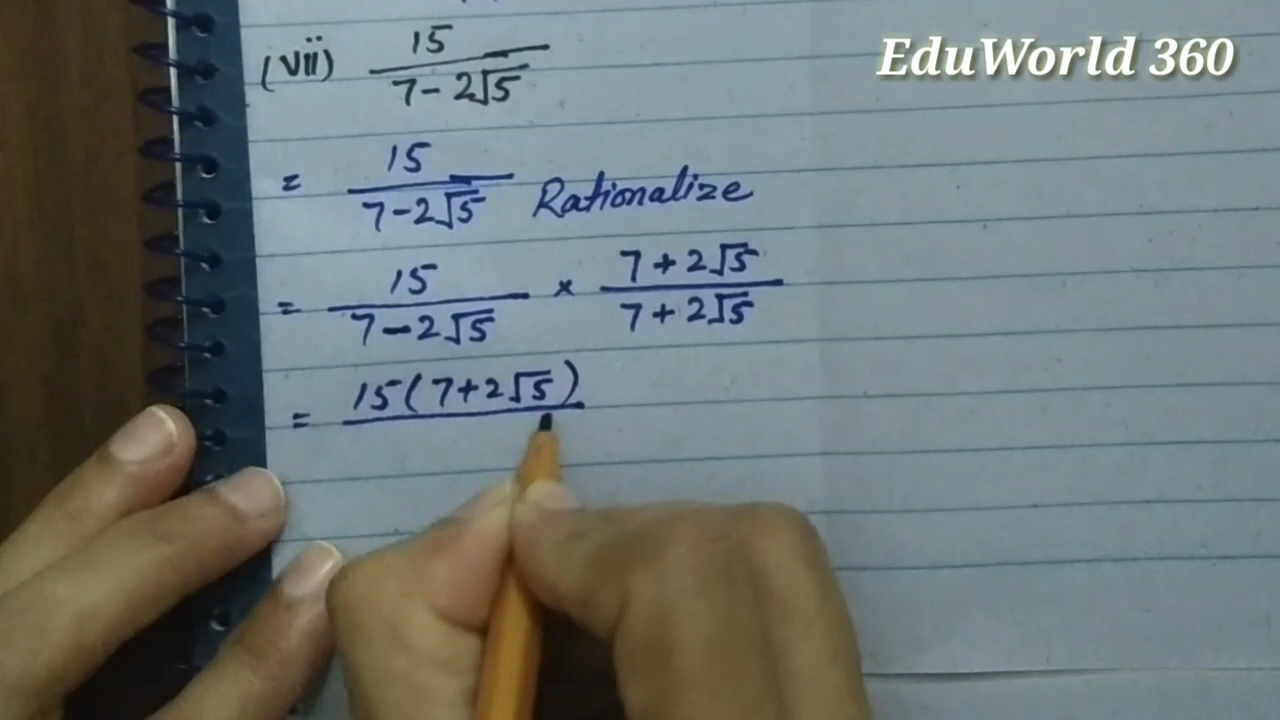 EduWorld 360
(vii) 15 / 7 - 2√5
= 15 / 7 - 2√5 Rationalize
= 15 / 7 - 2√5 × 7 + 2√5 / 7 + 2√5
= 15(7+2√5) /